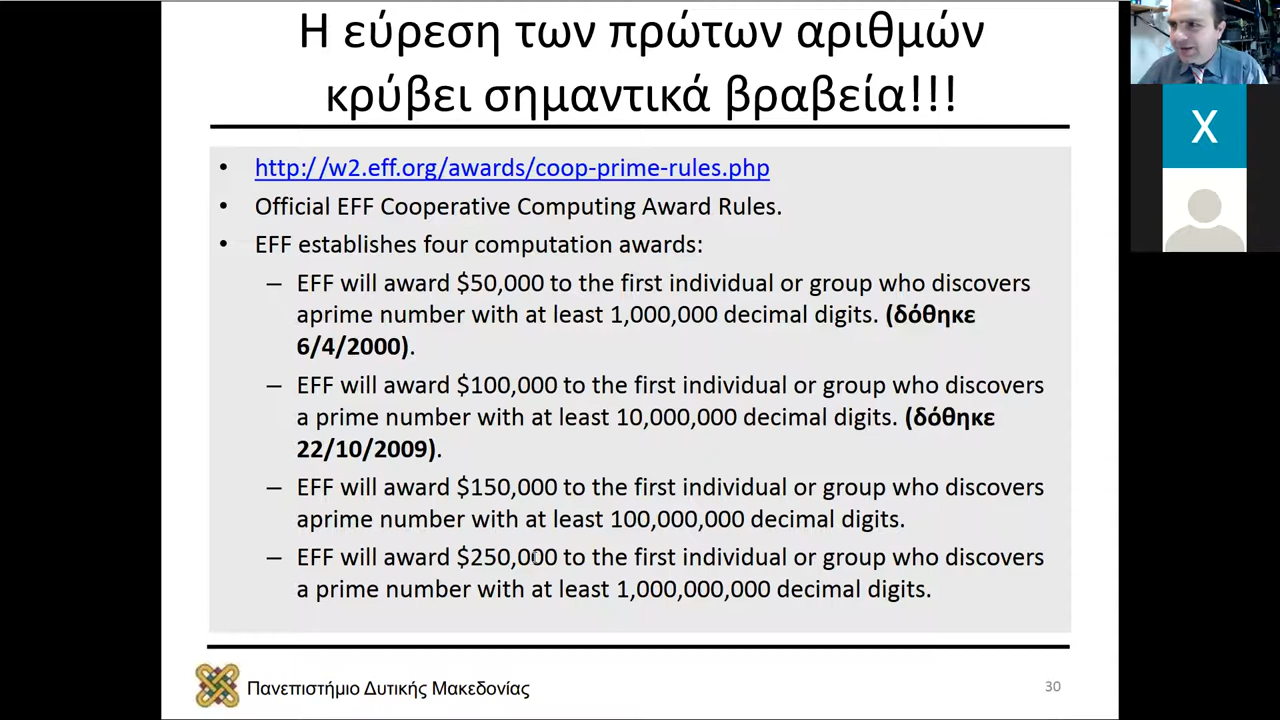 Η εύρεση των πρώτων αριθμών
κρύβει σημαντικά βραβεία!!!
• http://w2.eff.org/awards/coop-prime-rules.php
• Official EFF Cooperative Computing Award Rules.
• EFF establishes four computation awards:
– EFF will award $50,000 to the first individual or group who discovers
aprime number with at least 1,000,000 decimal digits. (δόθηκε
6/4/2000).
– EFF will award $100,000 to the first individual or group who discovers
a prime number with at least 10,000,000 decimal digits. (δόθηκε
22/10/2009).
– EFF will award $150,000 to the first individual or group who discovers
aprime number with at least 100,000,000 decimal digits.
– EFF will award $250,000 to the first individual or group who discovers
a prime number with at least 1,000,000,000 decimal digits.
Πανεπιστήμιο Δυτικής Μακεδονίας
30
X